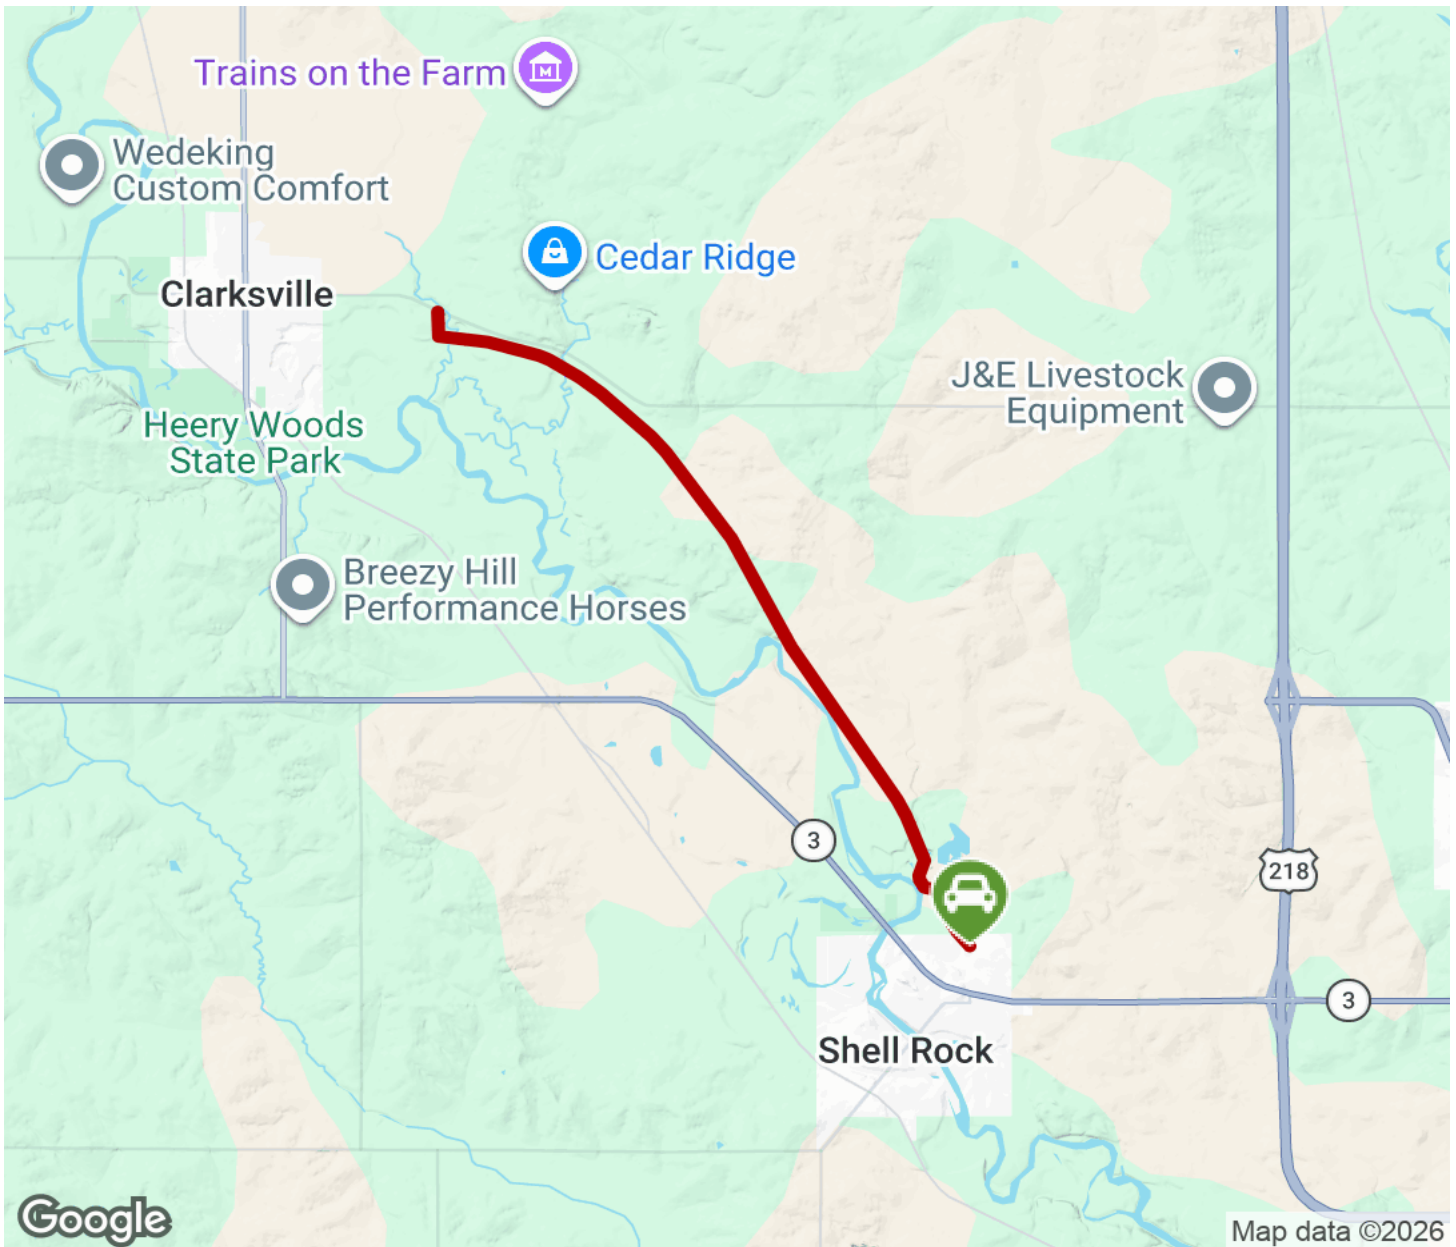 Trains on the Farm
M
Wedeking
Custom Comfort
Cedar Ridge
Clarksville
J&E Livestock
Equipment
Heery Woods
State Park
Breezy Hill
Performance Horses
3
218
3
Shell Rock
Google
Map data ©2026